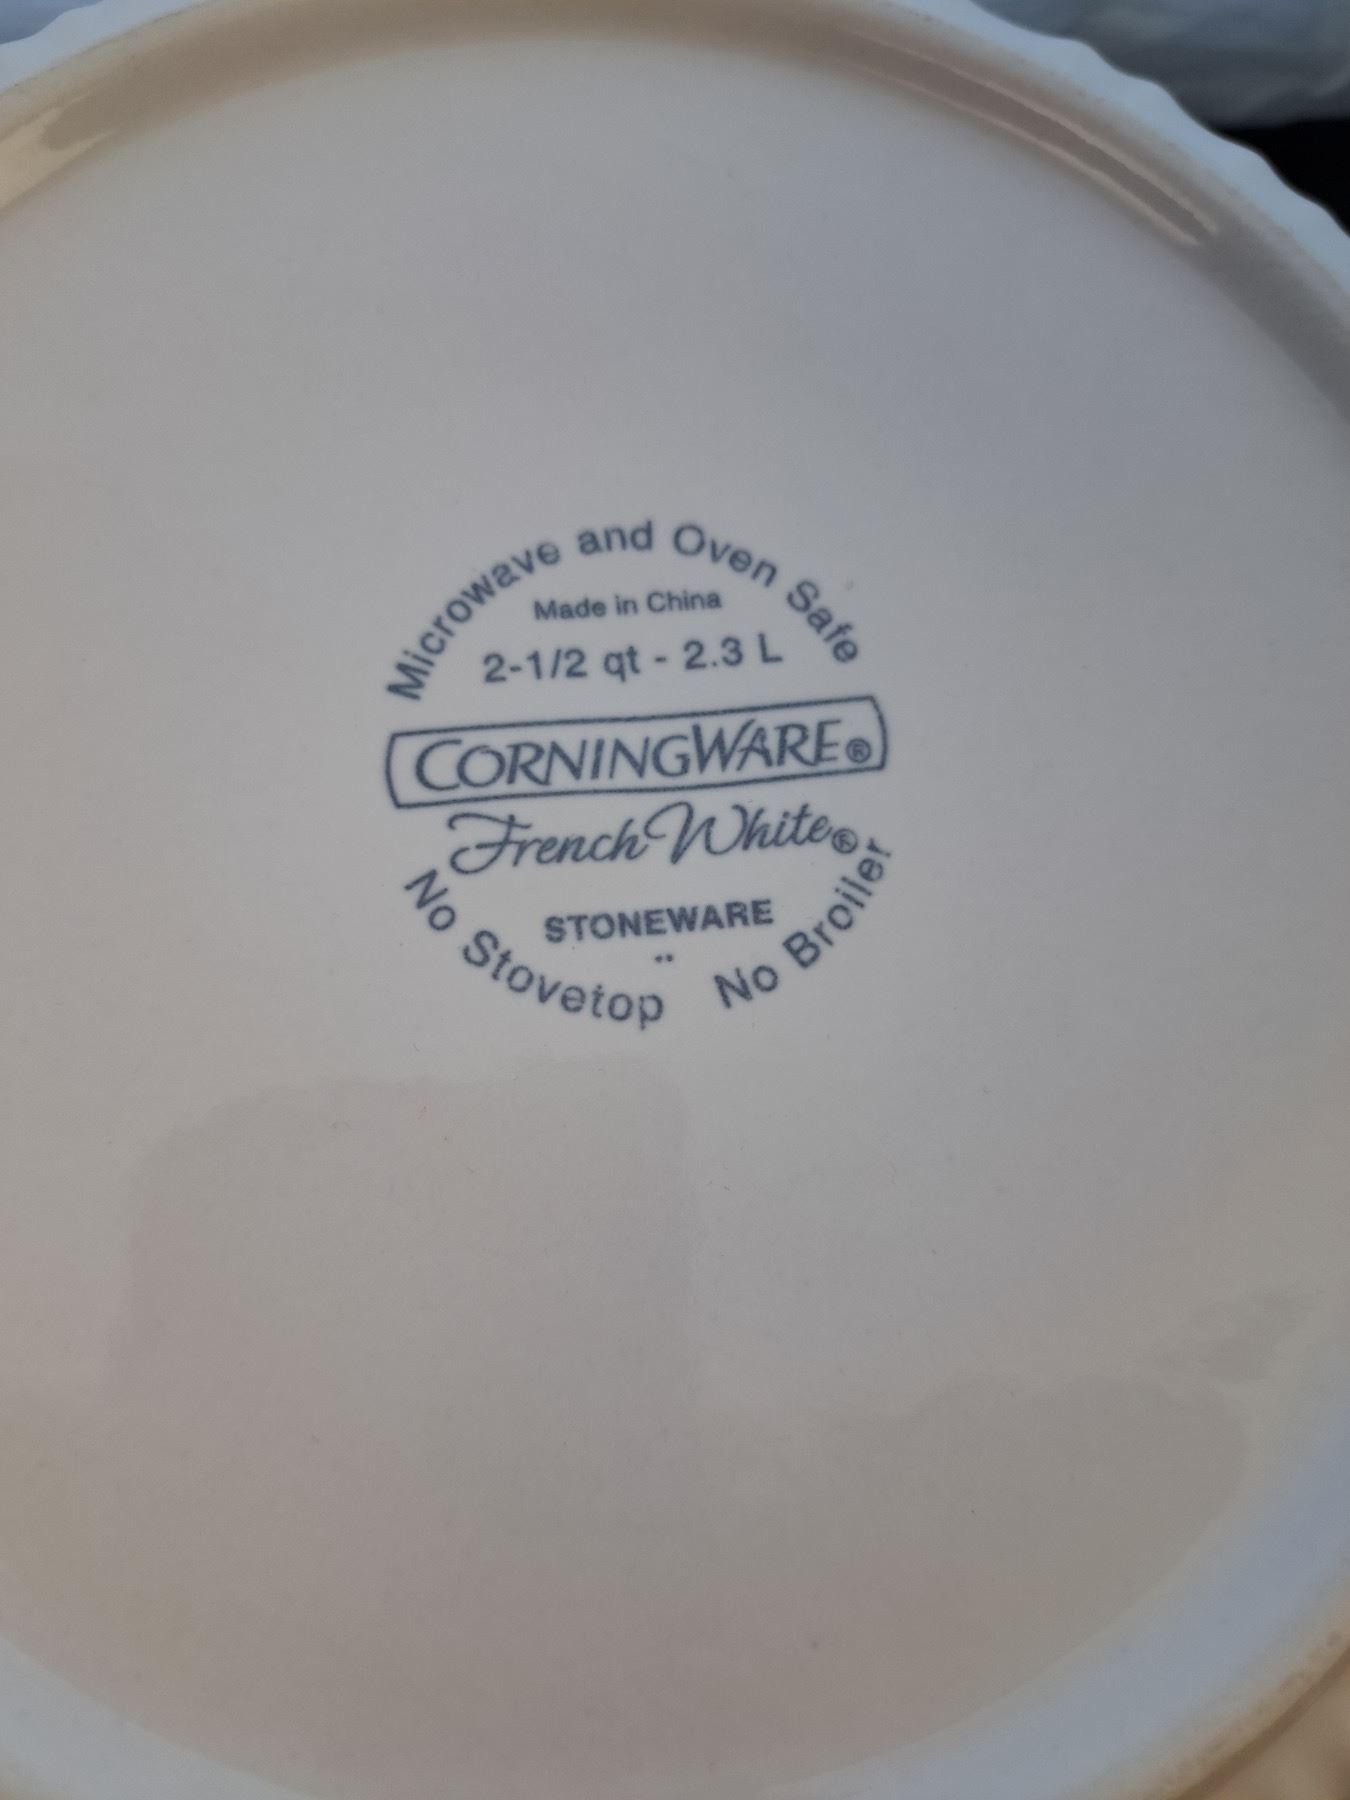 Microwave and Oven Safe
Made in China
2-1/2 qt - 2.3 L
CORNINGWARE®
French White®
STONEWARE
No Stovetop No Broiler